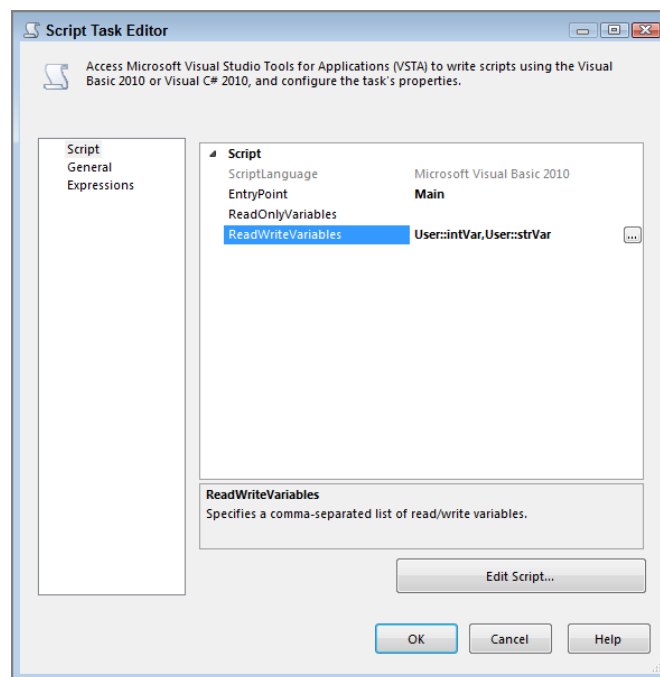 Script Task Editor
Access Microsoft Visual Studio Tools for Applications (VSTA) to write scripts using the Visual
Basic 2010 or Visual C# 2010, and configure the task's properties.
Script
General
Expressions
Script
ScriptLanguage Microsoft Visual Basic 2010
EntryPoint Main
ReadOnlyVariables
ReadWriteVariables User::intVar,User::strVar ...
ReadWriteVariables
Specifies a comma-separated list of read/write variables.
Edit Script...
OK Cancel Help